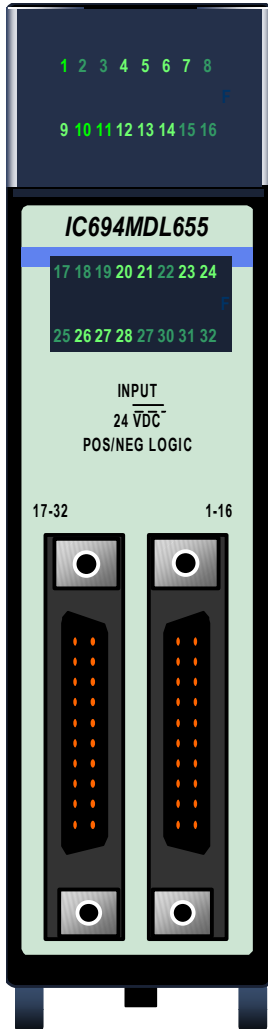 1 2 3 4 5 6 7 8
F
9 10 11 12 13 14 15 16
IC694MDL655
17 18 19 20 21 22 23 24
F
25 26 27 28 27 30 31 32
INPUT
24 VDC
POS/NEG LOGIC
17-32 1-16